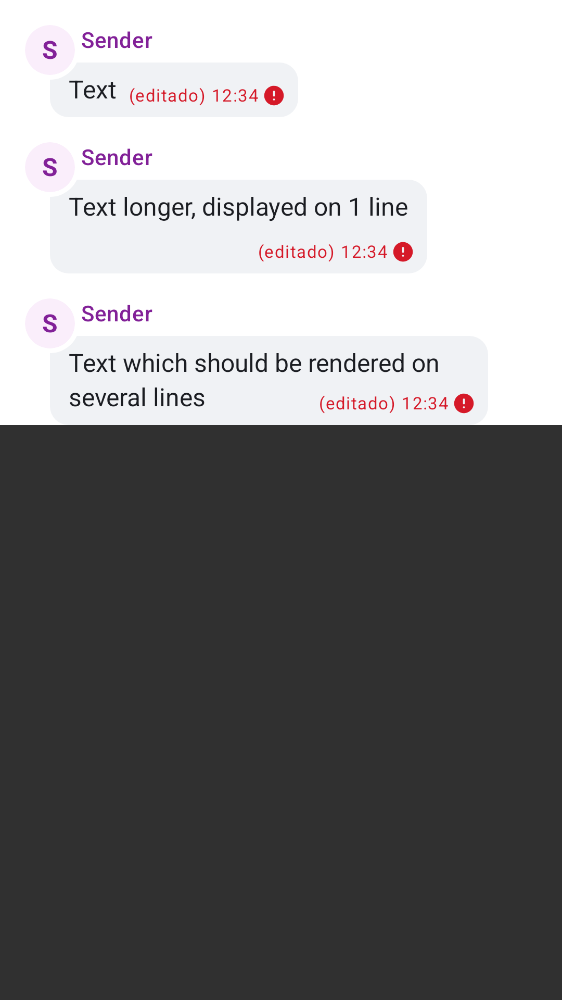 S Sender
Text (editado) 12:34
S Sender
Text longer, displayed on 1 line
(editado) 12:34
S Sender
Text which should be rendered on
several lines (editado) 12:34